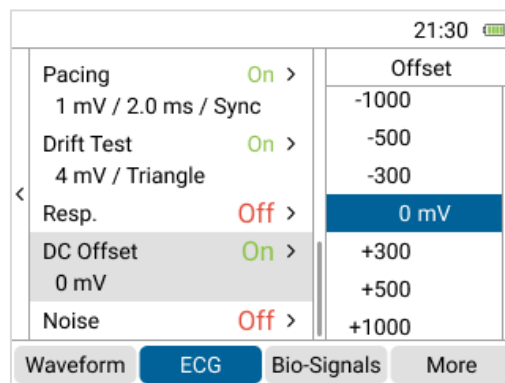 21:30
Pacing On >
1 mV / 2.0 ms / Sync
Drift Test On >
4 mV / Triangle
Resp. Off >
DC Offset On >
0 mV
Noise Off >
<
Offset
-1000
-500
-300
0 mV
+300
+500
+1000
Waveform ECG Bio-Signals More